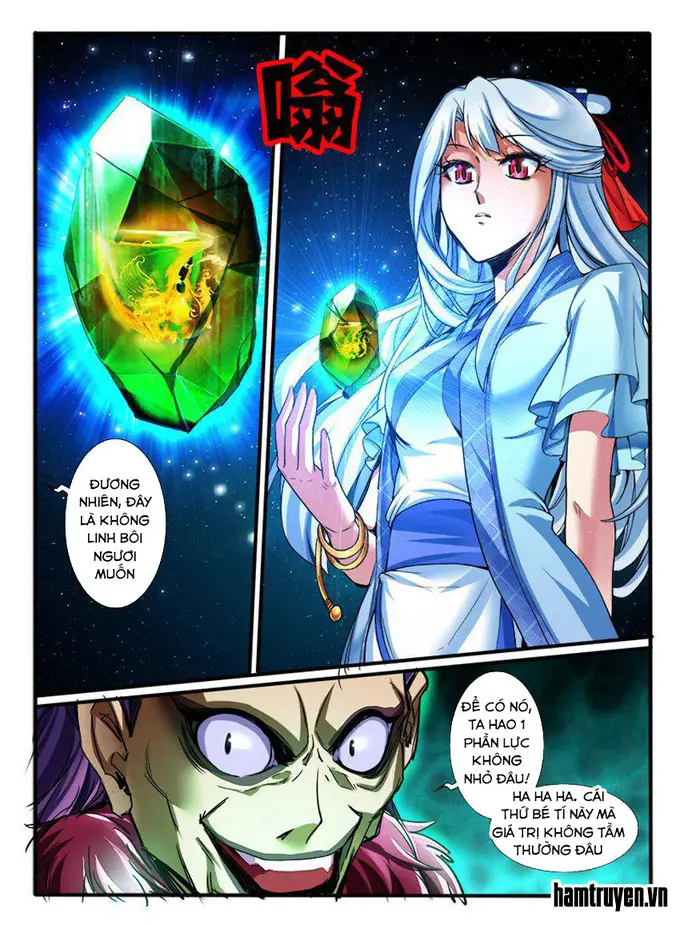 嗡
ĐƯƠNG
NHIÊN, ĐÂY
LÀ KHÔNG
LINH BÔI
NGƯƠI
MUỐN
ĐỂ CÓ NÓ,
TA HAO 1
PHẦN LỰC
KHÔNG
NHỎ ĐÂU!
HA HA HA. CÁI
THỨ BÉ TÍ NÀY MÀ
GIÁ TRỊ KHÔNG TẦM
THƯỜNG ĐÂU
hamtruyen.vn